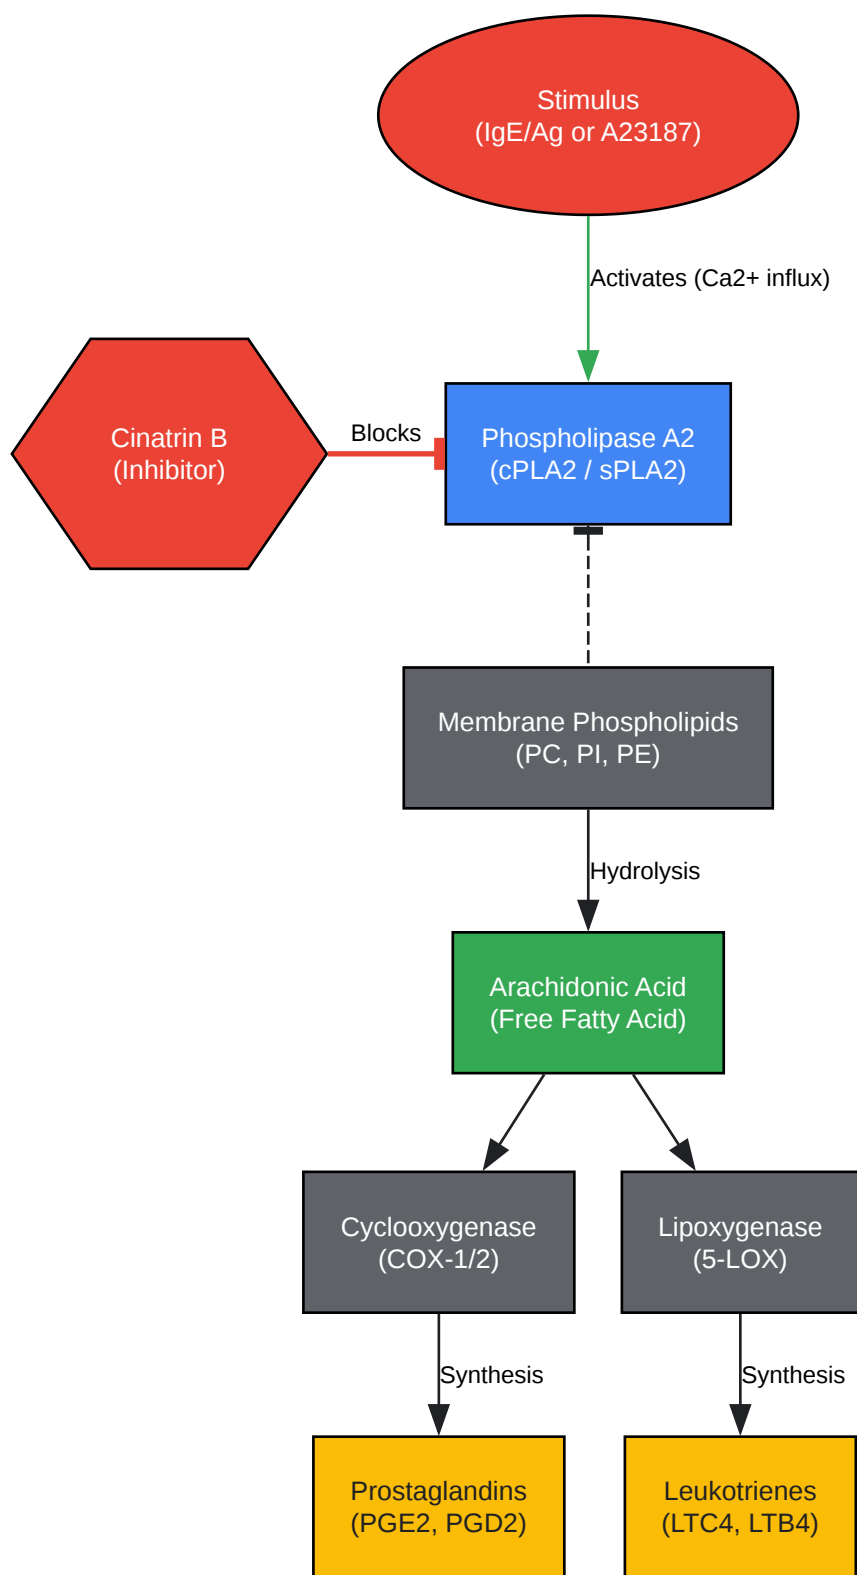 Stimulus
(IgE/Ag or A23187)
Activates (Ca2+ influx)
Cinatrin B
(Inhibitor)
Blocks
Phospholipase A2
(cPLA2 / sPLA2)
Membrane Phospholipids
(PC, PI, PE)
Hydrolysis
Arachidonic Acid
(Free Fatty Acid)
Cyclooxygenase
(COX-1/2)
Lipoxygenase
(5-LOX)
Synthesis
Synthesis
Prostaglandins
(PGE2, PGD2)
Leukotrienes
(LTC4, LTB4)